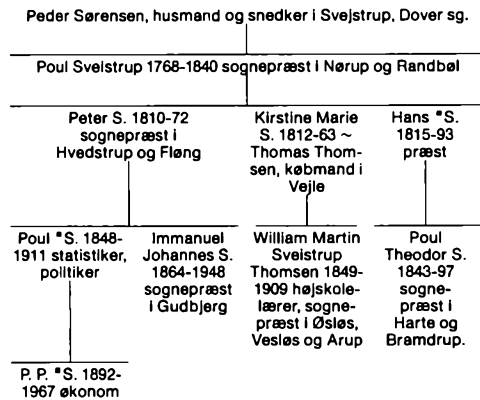 Peder Sørensen, husmand og snedker i Svejstrup, Dover sg.
Poul Sveistrup 1768-1840 sognepræst i Nørup og Randbøl
Peter S. 1810-72
sognepræst i
Hvedstrup og Fløng
Kirstine Marie
S. 1812-63 ~
Thomas Thom-
sen, købmand i
Vejle
Hans *S.
1815-93
præst
Poul *S. 1848-
1911 statistiker,
politiker
Immanuel
Johannes S.
1864-1948
sognepræst
i Gudbjerg
William Martin
Sveistrup
Thomsen 1849-
1909 højskole-
lærer, sogne-
præst i Øsløs,
Vesløs og Arup
Poul
Theodor S.
1843-97
sogne-
præst i
Harte og
Bramdrup.
P. P. *S. 1892-
1967 økonom